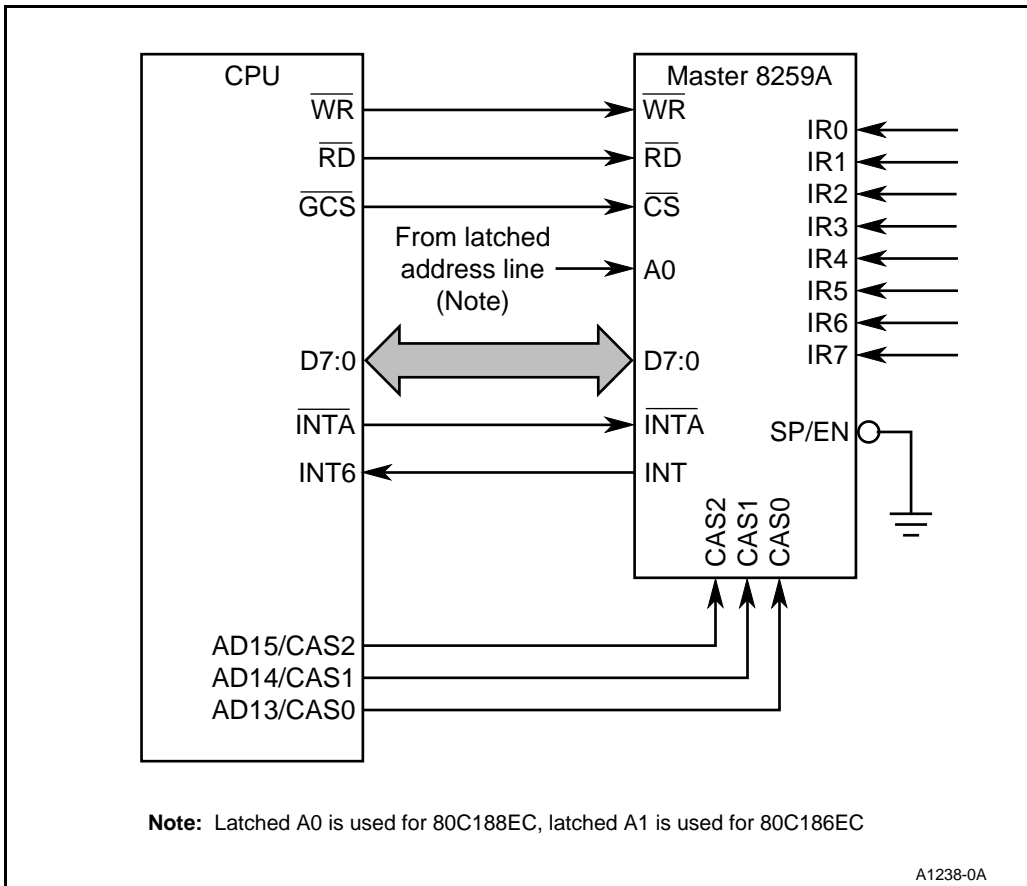 CPU
WR
RD
GCS
D7:0
INTA
INT6
AD15/CAS2
AD14/CAS1
AD13/CAS0
From latched
address line
(Note)
Master 8259A
WR
RD
CS
A0
D7:0
INTA
INT
IR0
IR1
IR2
IR3
IR4
IR5
IR6
IR7
SP/EN
CAS2
CAS1
CAS0
Note: Latched A0 is used for 80C188EC, latched A1 is used for 80C186EC
A1238-0A